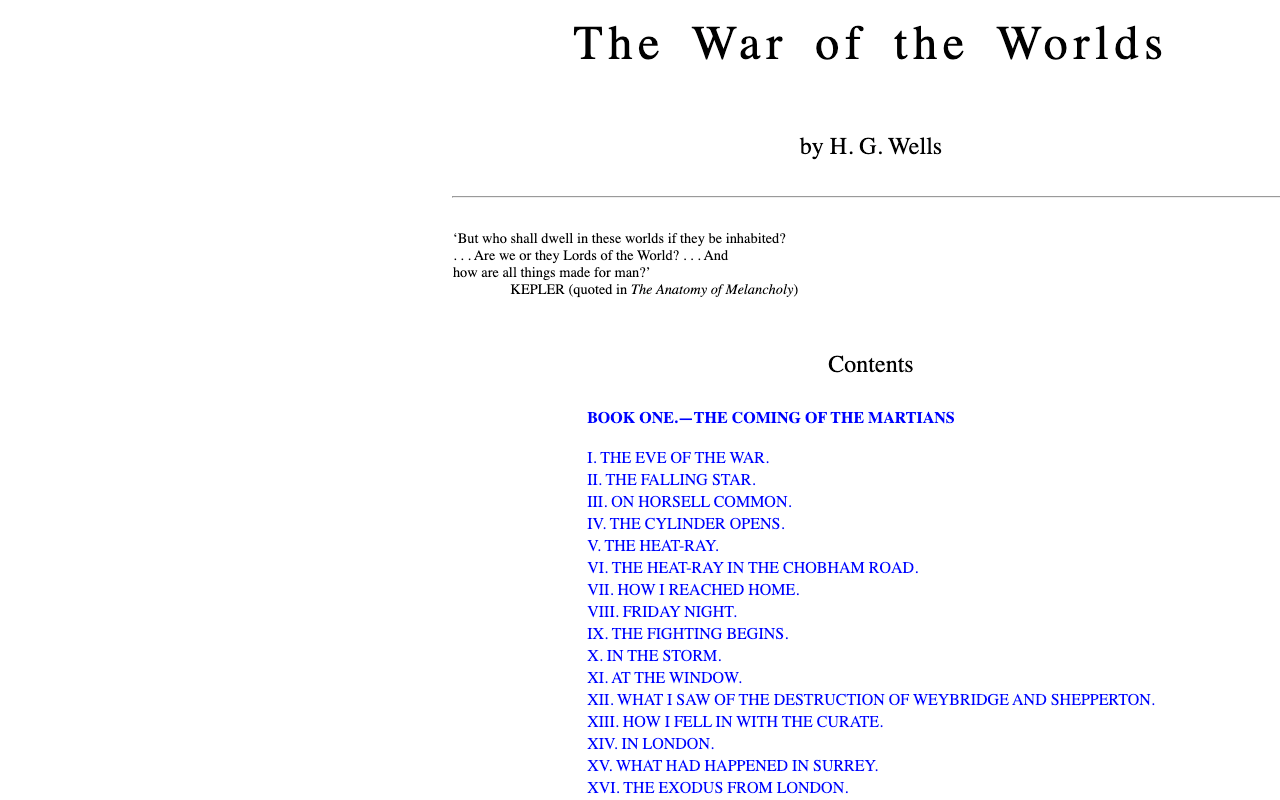 The War of the Worlds
by H. G. Wells
‘But who shall dwell in these worlds if they be inhabited?
. . . Are we or they Lords of the World? . . . And
how are all things made for man?’
KEPLER (quoted in The Anatomy of Melancholy)
Contents
BOOK ONE.—THE COMING OF THE MARTIANS
I. THE EVE OF THE WAR.
II. THE FALLING STAR.
III. ON HORSELL COMMON.
IV. THE CYLINDER OPENS.
V. THE HEAT-RAY.
VI. THE HEAT-RAY IN THE CHOBHAM ROAD.
VII. HOW I REACHED HOME.
VIII. FRIDAY NIGHT.
IX. THE FIGHTING BEGINS.
X. IN THE STORM.
XI. AT THE WINDOW.
XII. WHAT I SAW OF THE DESTRUCTION OF WEYBRIDGE AND SHEPPERTON.
XIII. HOW I FELL IN WITH THE CURATE.
XIV. IN LONDON.
XV. WHAT HAD HAPPENED IN SURREY.
XVI. THE EXODUS FROM LONDON.